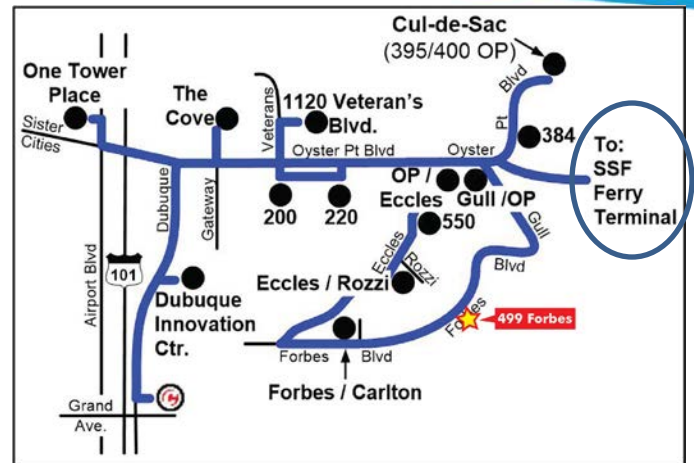 Cul-de-Sac
(395/400 OP)
One Tower
Place
The
Cove
Veterans
1120 Veteran's
Blvd.
Blvd
Pt
384
To:
SSF
Ferry
Terminal
Sister
Cities
Oyster Pt Blvd
Oyster
Dubuque
Gateway
200
220
OP /
Eccles
Gull /OP
550
Gull
Blvd
Airport Blvd
101
Eccles
Rozzi
Eccles / Rozzi
Dubuque
Innovation
Ctr.
Forbes
499 Forbes
Forbes
Blvd
Forbes / Carlton
Grand
Ave.